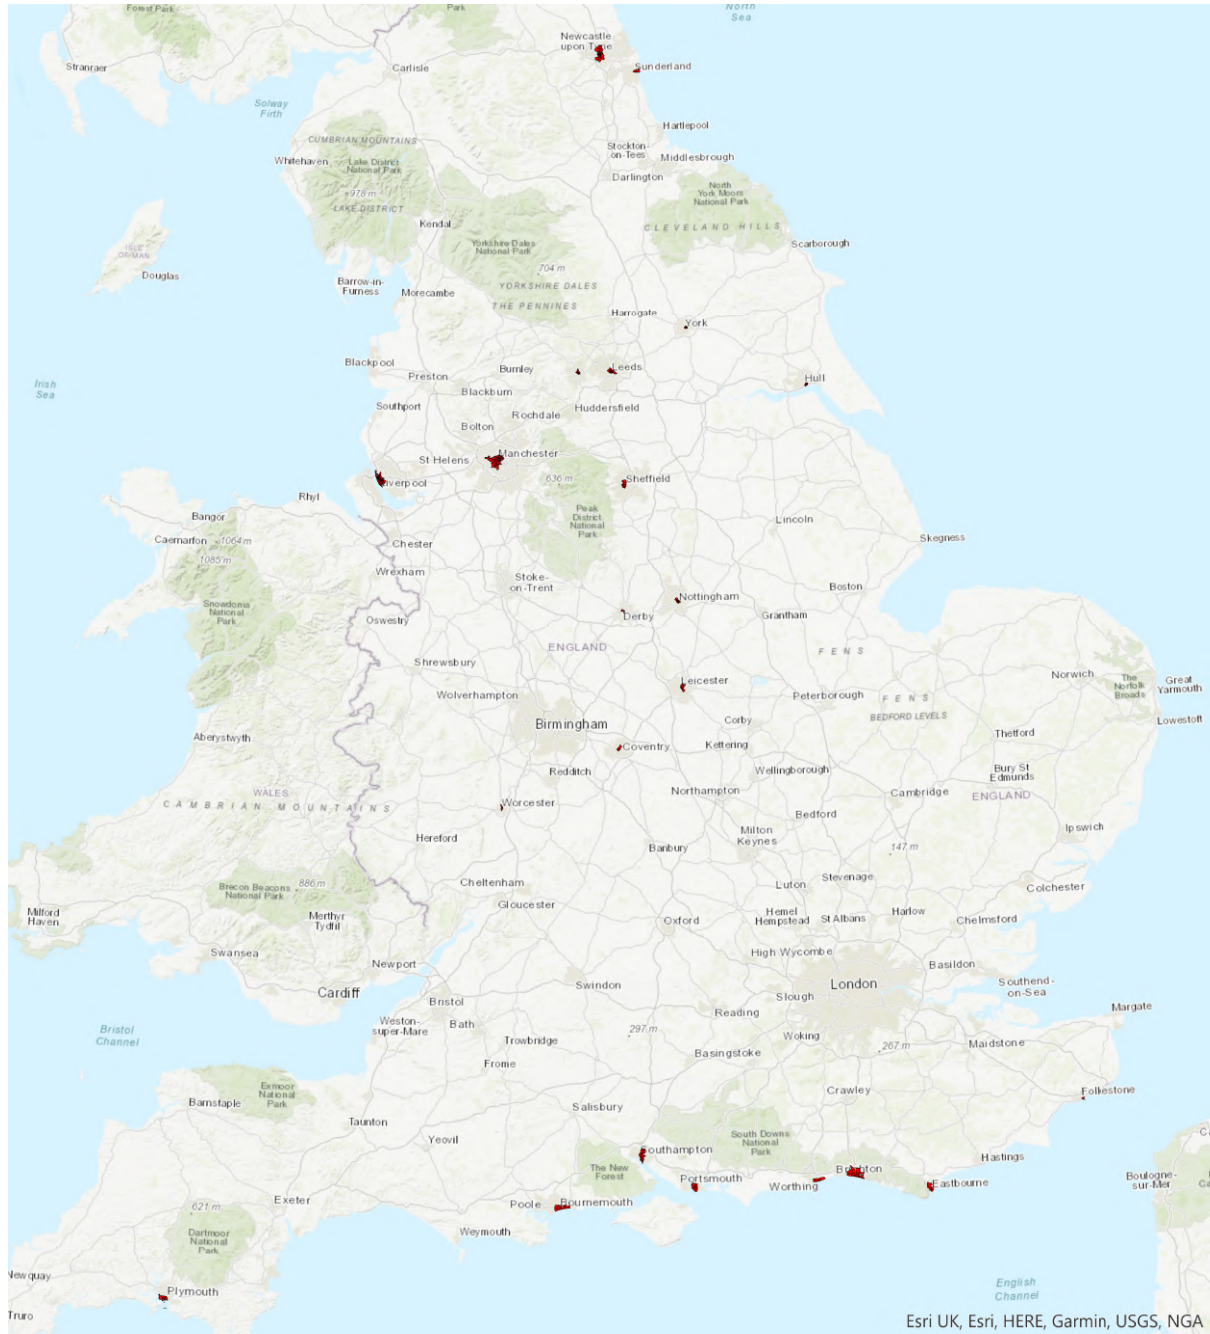 Forest Park
Park
North
Sea
Newcastle
upon Tyne
Stranraer
Carlisle
Sunderland
Solway
Firth
Hartlepool
CUMBRIAN MOUNTAINS
Stockton-
on-Tees
Middlesbrough
Whitehaven
Lake District
National Park
Darlington
978 m
North
York Moors
National Park
LAKE DISTRICT
Kendal
CLEVELAND HILLS
Yorkshire Dales
National Park
Scarborough
ISLE
OF MAN
704 m
Douglas
Barrow-in-
Furness
Morecambe
YORKSHIRE DALES
THE PENNINES
Harrogate
York
Blackpool
Burnley
Leeds
Irish
Sea
Preston
Hull
Blackburn
Southport
Rochdale
Huddersfield
Bolton
St Helens
Manchester
636 m
Sheffield
Liverpool
Rhyl
Bangor
Peak
District
National
Park
Lincoln
Caernarfon
1064 m
Chester
Skegness
1085 m
Wrexham
Stoke-
on-Trent
Boston
Snowdonia
National
Park
Nottingham
Oswestry
Derby
Grantham
ENGLAND
FENS
Shrewsbury
Leicester
Norwich
The
Norfolk
Broads
Great
Yarmouth
Wolverhampton
Peterborough
FENS
Birmingham
Corby
BEDFORD LEVELS
Lowestoft
Aberystwyth
Coventry
Kettering
Thetford
Redditch
Wellingborough
Bury St
Edmunds
WALES
Northampton
Cambridge
ENGLAND
CAMBRIAN MOUNTAINS
Worcester
Bedford
Hereford
Milton
Keynes
Ipswich
Banbury
147 m
Brecon Beacons
National Park
886 m
Cheltenham
Luton
Stevenage
Colchester
Milford
Haven
Merthyr
Tydfil
Gloucester
Oxford
Hemel
Hempstead
St Albans
Harlow
Chelmsford
Swansea
High Wycombe
Newport
Basildon
Cardiff
Swindon
London
Southend-
on-Sea
Bristol
Slough
Margate
Bristol
Channel
Weston-
super-Mare
Bath
Reading
297 m
Woking
Trowbridge
267 m
Maidstone
Basingstoke
Frome
Exmoor
National
Park
Crawley
Folkestone
Barnstaple
Salisbury
Taunton
Yeovil
South Downs
National
Park
Southampton
Hastings
The New
Forest
Brighton
Boulogne-
sur-Mer
Portsmouth
Worthing
Eastbourne
Exeter
Poole
Bournemouth
621 m
Weymouth
Dartmoor
National
Park
Newquay
Plymouth
English
Channel
Truro
Esri UK, Esri, HERE, Garmin, USGS, NGA